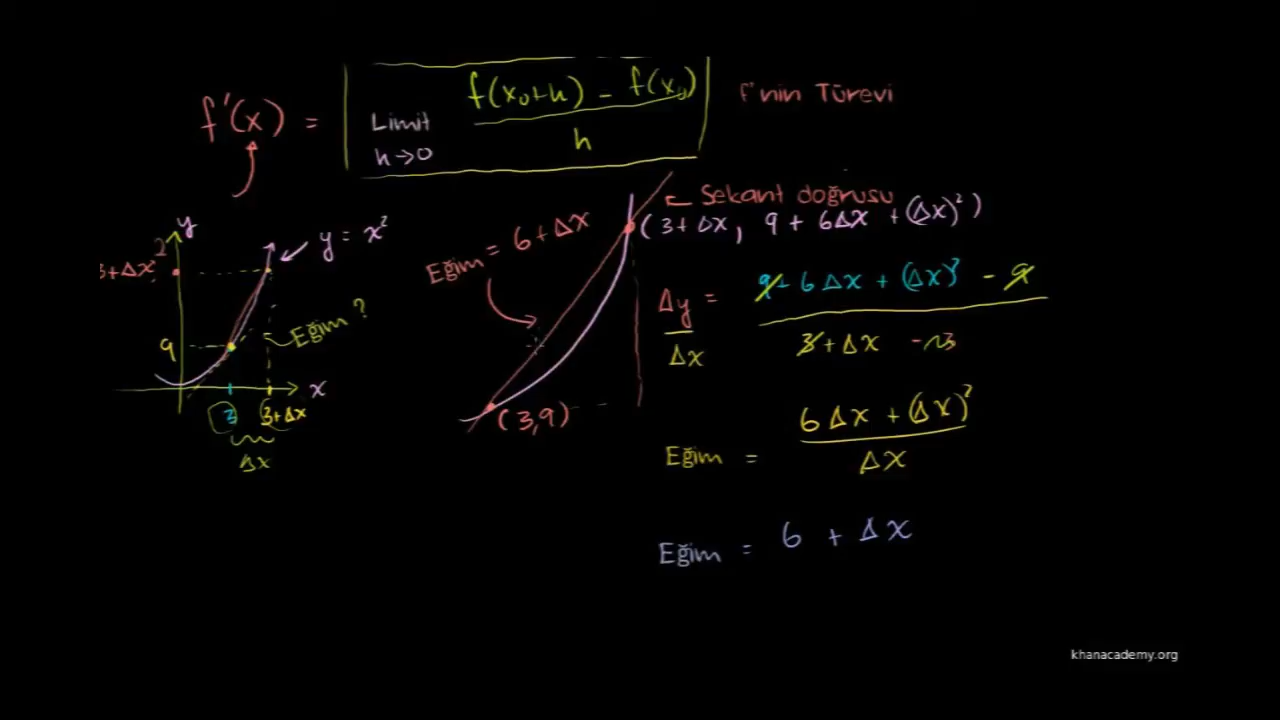 f'(x) = Limit h→0 f(x₀+h) - f(x₀) / h
f'nin Türevi
y
y = x²
3+Δx²
9
Eğim ?
x
3
3+Δx
Δx
Eğim = 6+Δx
Sekant doğrusu
(3+Δx, 9 + 6Δx + (Δx)²)
(3,9)
Δy / Δx = 9 + 6Δx + (Δx)² - 9 / 3 + Δx - 3
Eğim = 6Δx + (Δx)² / Δx
Eğim = 6 + Δx
khanacademy.org